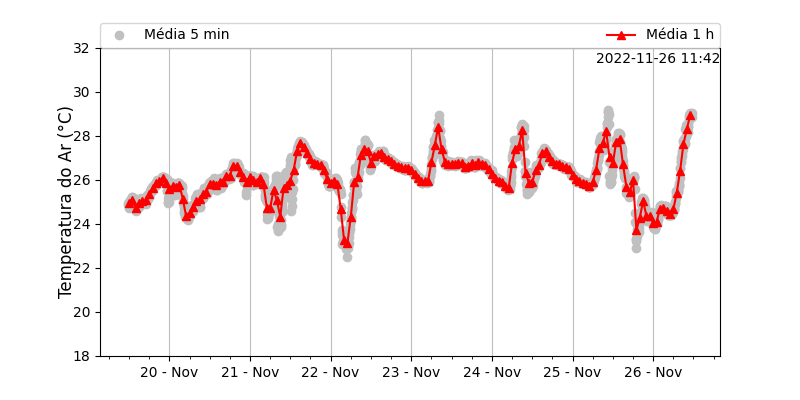 Média 5 min
Média 1 h
2022-11-26 11:42
Temperatura do Ar (°C)
32
30
28
26
24
22
20
18
20 - Nov
21 - Nov
22 - Nov
23 - Nov
24 - Nov
25 - Nov
26 - Nov